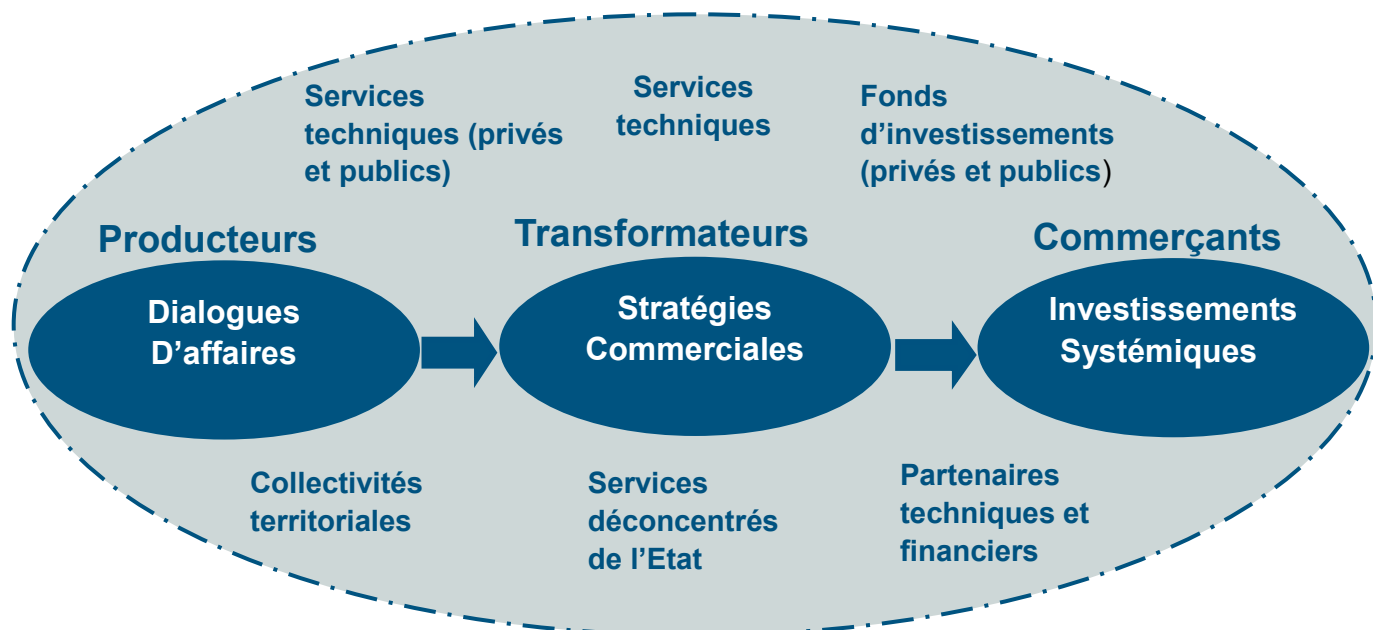 Services
techniques (privés
et publics)
Services
techniques
Fonds
d’investissements
(privés et publics)
Producteurs
Transformateurs
Commerçants
Dialogues
D’affaires
Stratégies
Commerciales
Investissements
Systémiques
Collectivités
territoriales
Services
déconcentrés
de l’Etat
Partenaires
techniques et
financiers